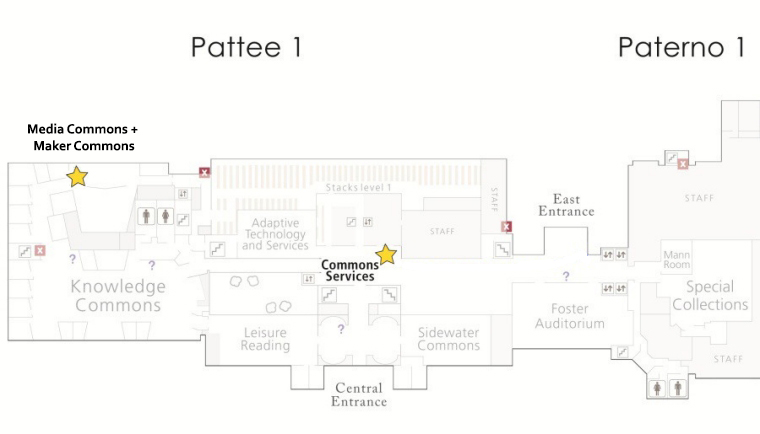 Pattee 1
Paterno 1
Media Commons +
Maker Commons
Stacks level 1
STAFF
STAFF
East
Entrance
Adaptive
Technology
and Services
STAFF
Commons
Services
Mann
Room
Knowledge
Commons
Special
Collections
Foster
Auditorium
Leisure
Reading
Sidewater
Commons
STAFF
Central
Entrance
?
?
?
?
X
X
X
X